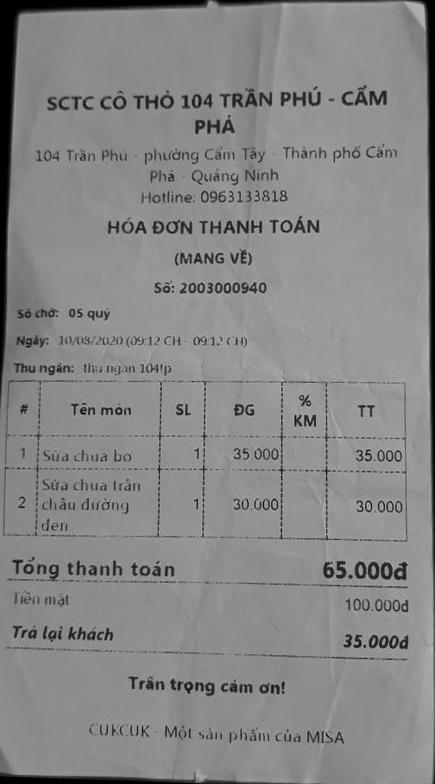 SCTC CÔ THỎ 104 TRẦN PHÚ - CẨM
PHẢ
104 Trần Phú - phường Cẩm Tây - Thành phố Cẩm
Phả - Quảng Ninh
Hotline: 0963133818
HÓA ĐƠN THANH TOÁN
(MANG VỀ)
Số: 2003000940
Số chờ: 05 quý
Ngày: 10/08/2020 (09:12 CH - 09:12 CH)
Thu ngân: thu ngan 104tp
# Tên món SL ĐG % KM TT
1 Sữa chua bo 1 35.000 35.000
2 Sữa chua trân châu đường đen 1 30.000 30.000
Tổng thanh toán 65.000đ
Tiền mặt 100.000đ
Trả lại khách 35.000đ
Trân trọng cám ơn!
CUKCUK - Một sản phẩm của MISA